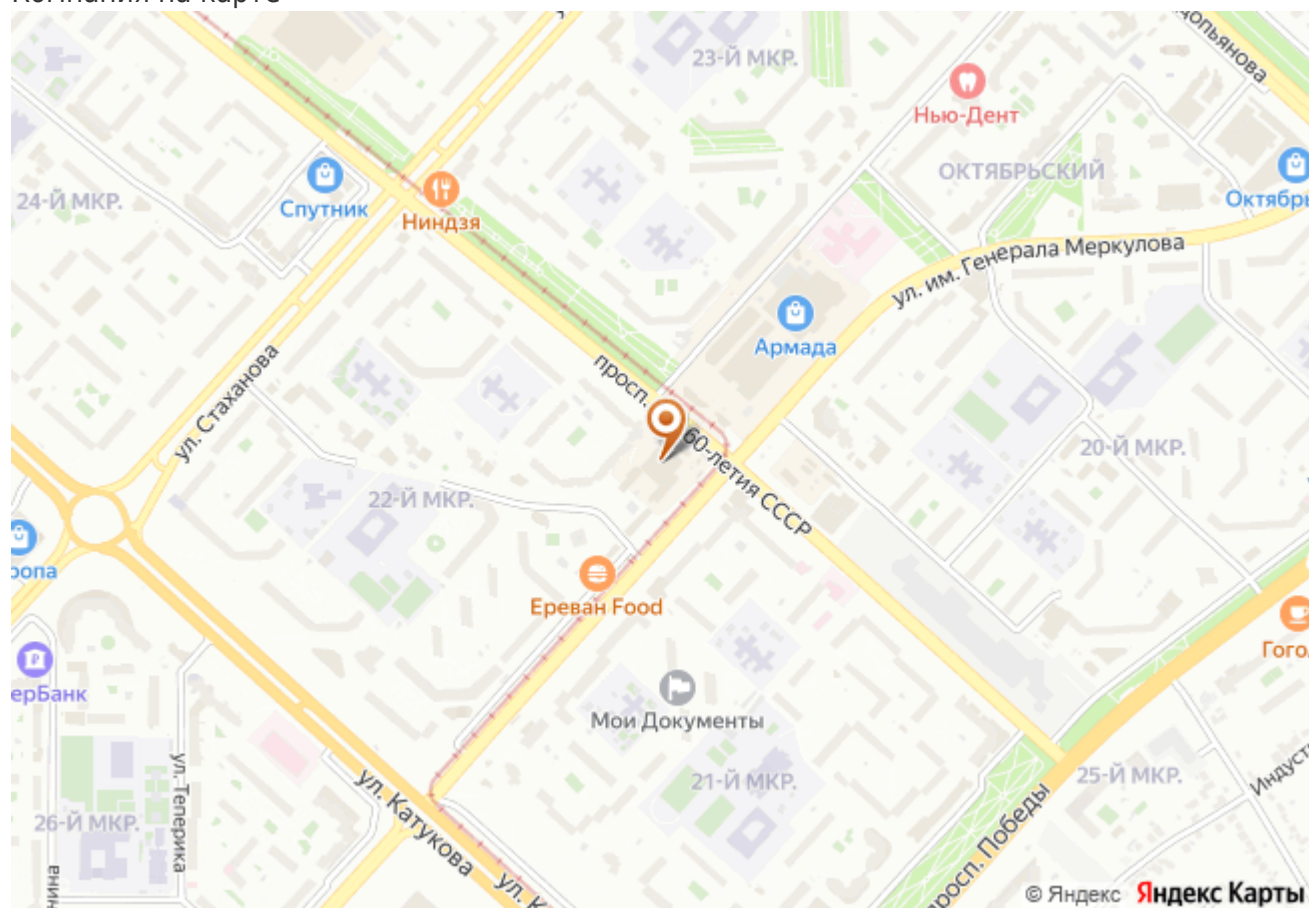 23-Й МКР.
Нью-Дент
ОКТЯБРЬСКИЙ
24-Й МКР.
Спутник
Ниндзя
ул. им. Генерала Меркулова
Армада
ул. Стаханова
просп. 60-летия СССР
20-Й МКР.
22-Й МКР.
Ереван Food
Мои Документы
21-Й МКР.
25-Й МКР.
26-Й МКР.
ул. Теперика
ул. Катукова
просп. Победы
© Яндекс Яндекс Карты